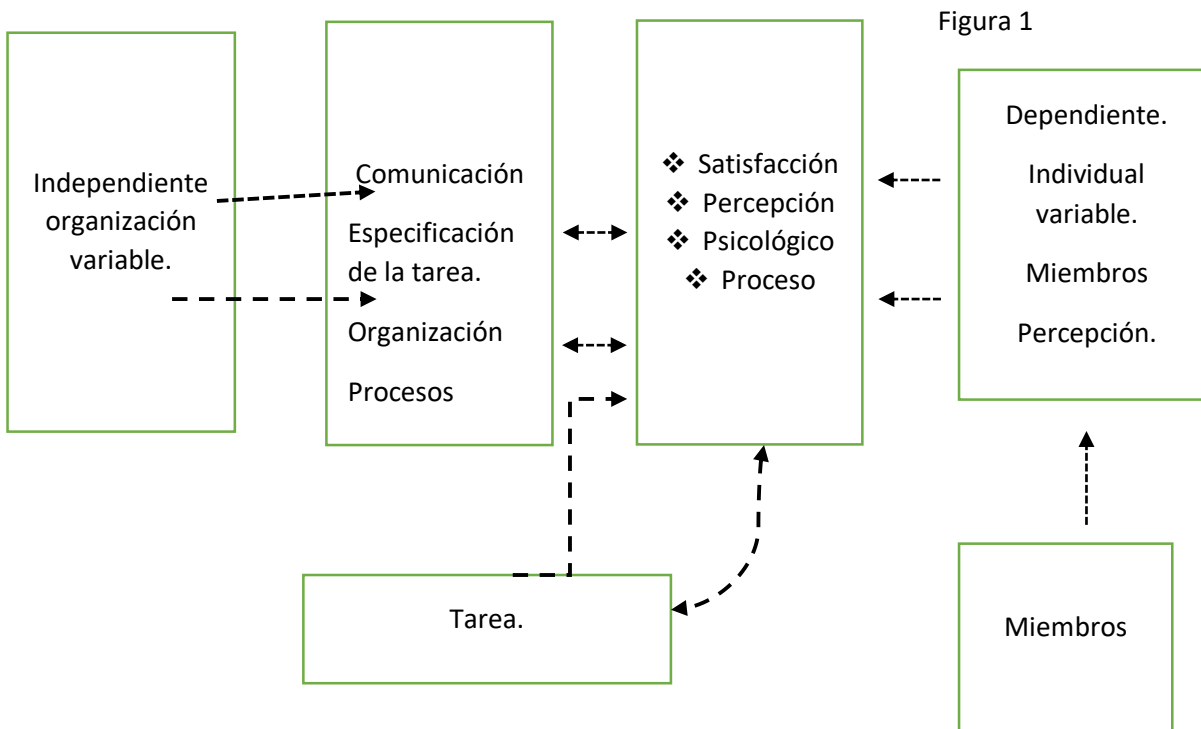 Figura 1
Independiente
organización
variable.
Comunicación
Especificación
de la tarea.
Organización
Procesos
❖ Satisfacción
❖ Percepción
❖ Psicológico
❖ Proceso
Dependiente.
Individual
variable.
Miembros
Percepción.
Tarea.
Miembros